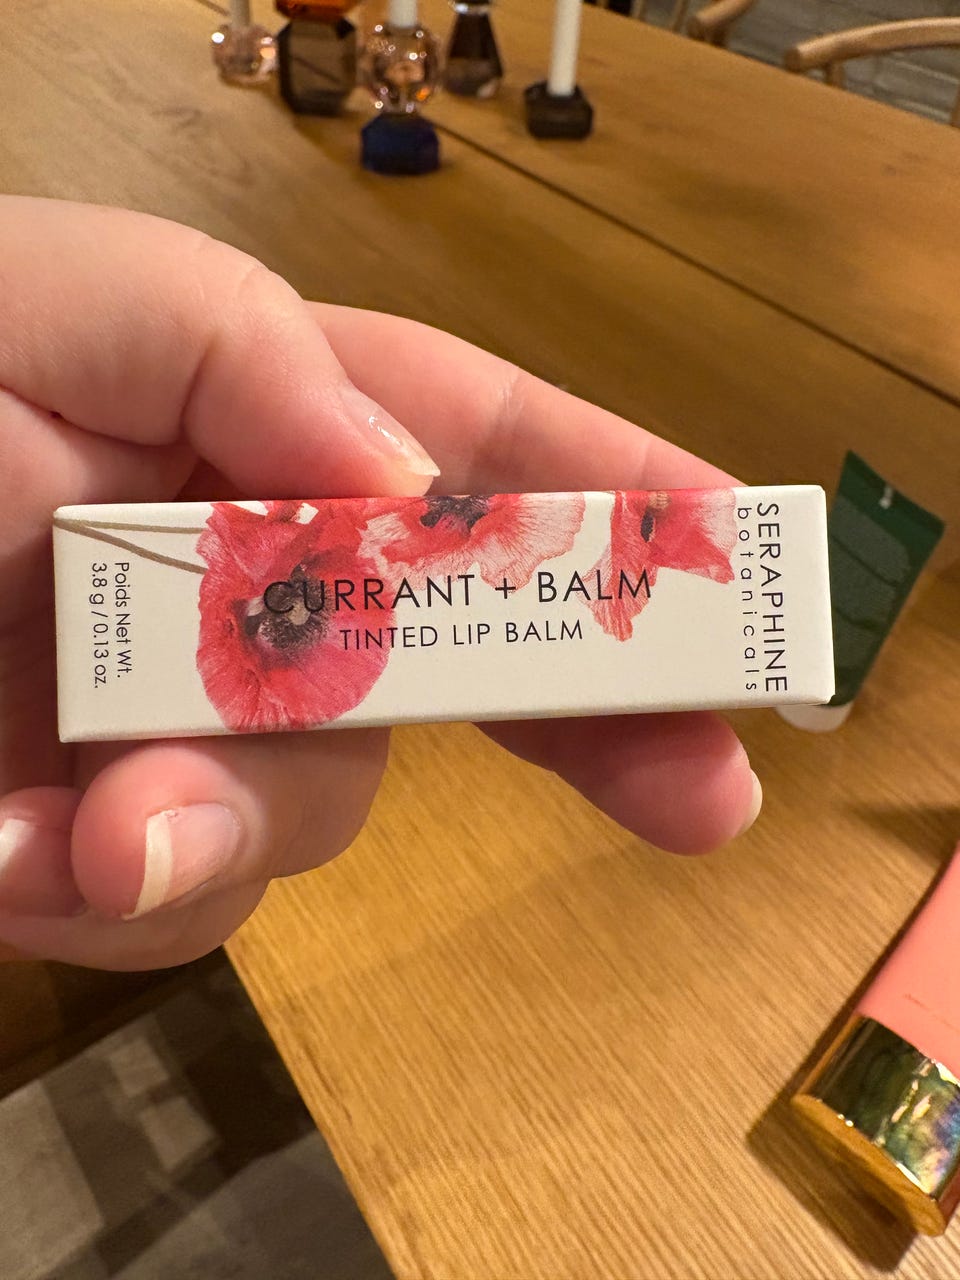 CURRANT + BALM
TINTED LIP BALM
SERAPHINE
botanicals
Poids Net Wt.
3.8 g / 0.13 oz.